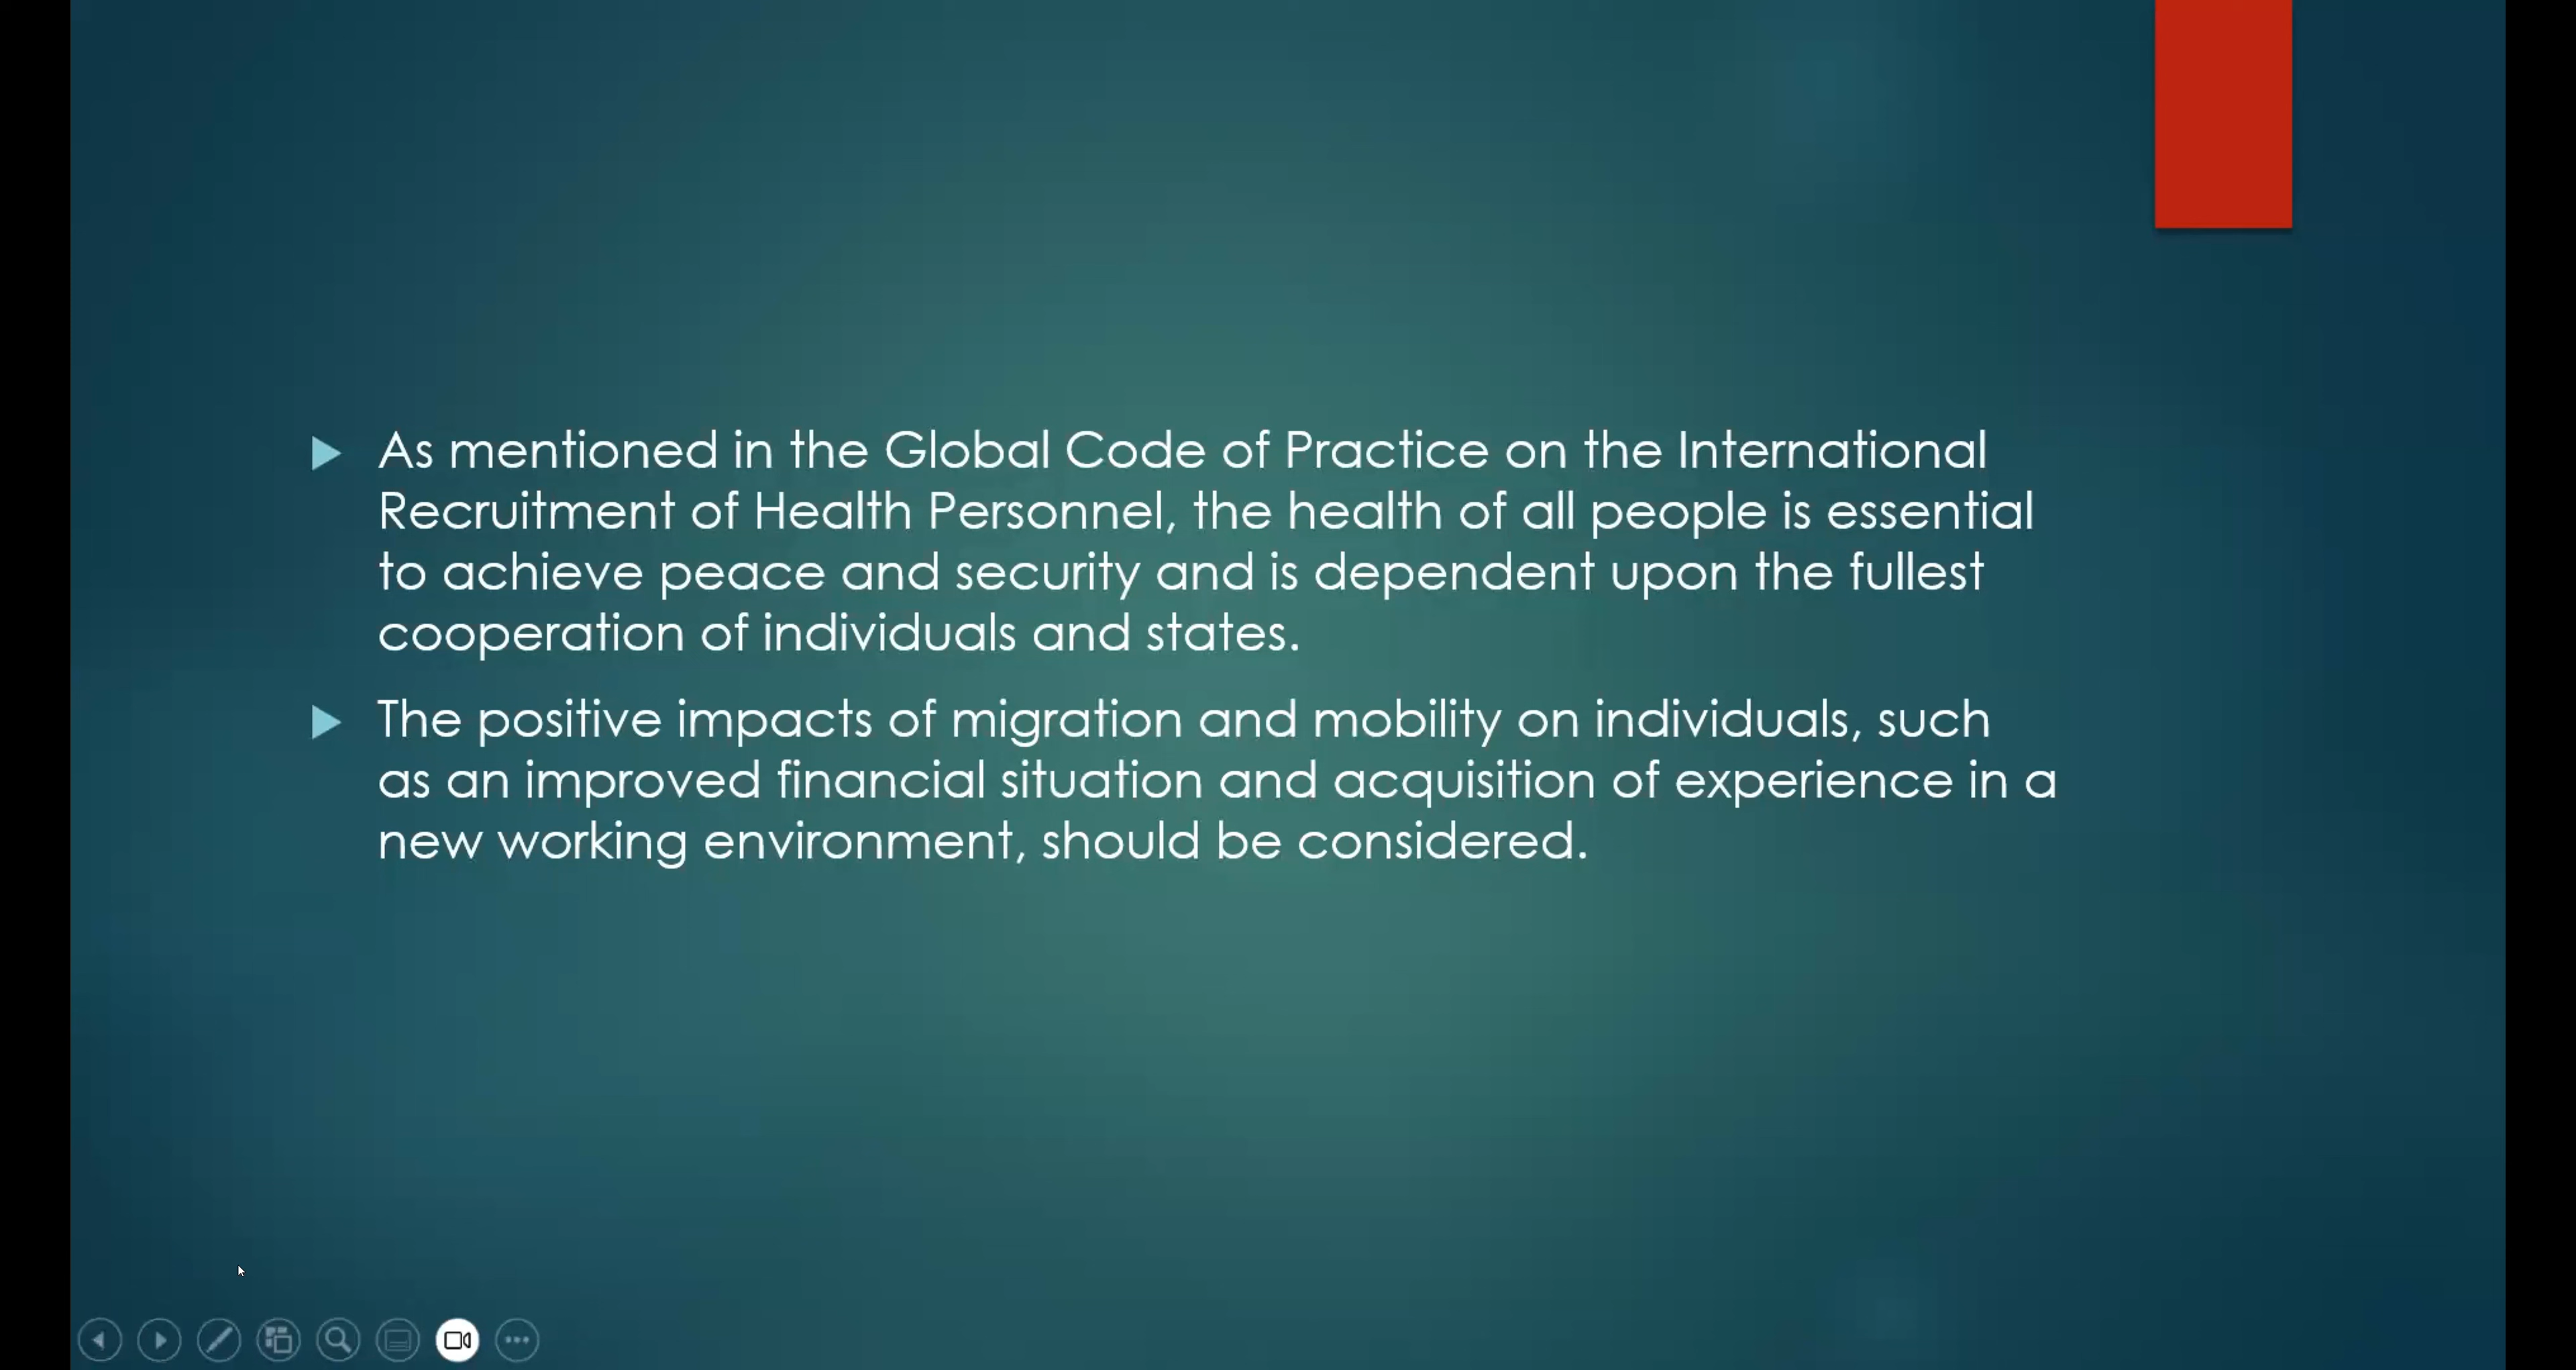 As mentioned in the Global Code of Practice on the International
Recruitment of Health Personnel, the health of all people is essential
to achieve peace and security and is dependent upon the fullest
cooperation of individuals and states.
The positive impacts of migration and mobility on individuals, such
as an improved financial situation and acquisition of experience in a
new working environment, should be considered.